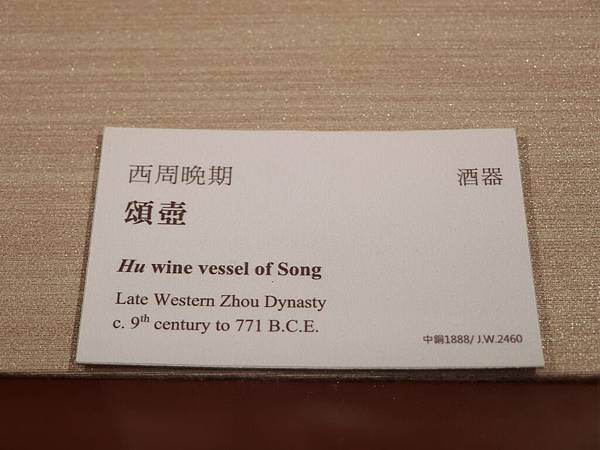 西周晚期 酒器
頌壺
Hu wine vessel of Song
Late Western Zhou Dynasty
c. 9th century to 771 B.C.E.
中銅1888/ J.W.2460